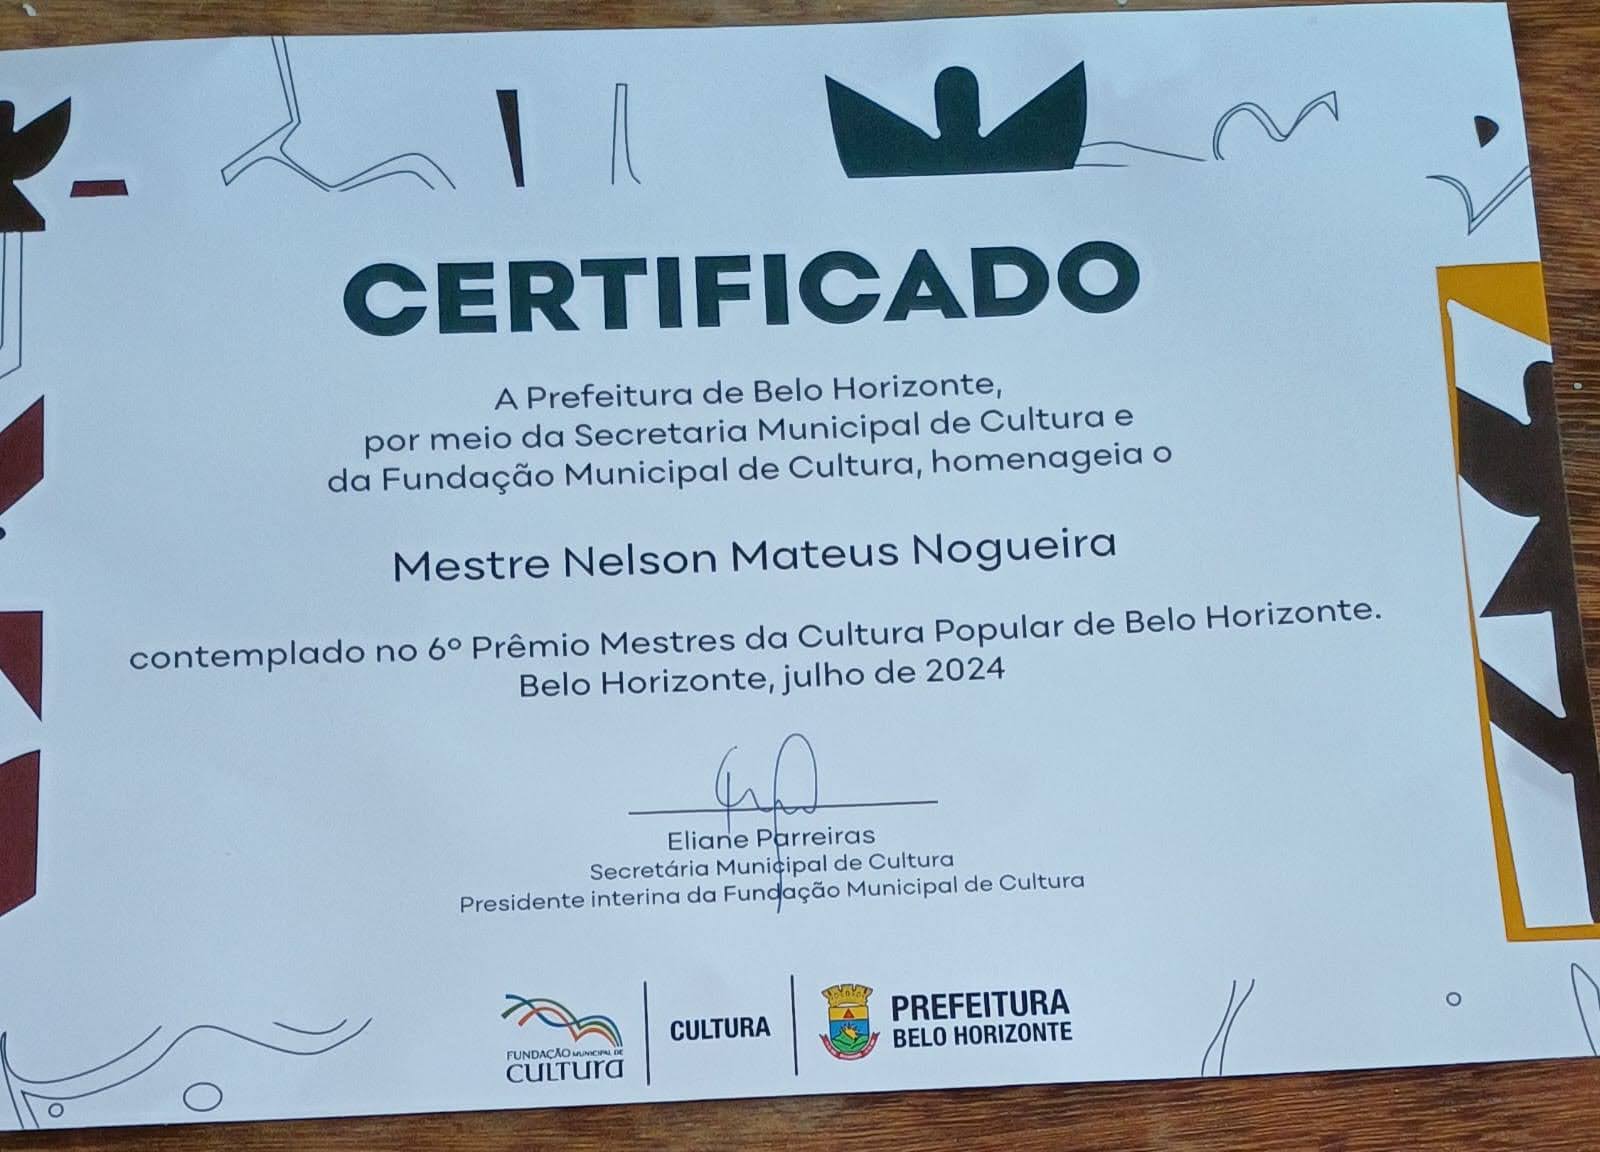 CERTIFICADO
A Prefeitura de Belo Horizonte,
por meio da Secretaria Municipal de Cultura e
da Fundação Municipal de Cultura, homenageia o
Mestre Nelson Mateus Nogueira
contemplado no 6º Prêmio Mestres da Cultura Popular de Belo Horizonte.
Belo Horizonte, julho de 2024
Eliane Parreiras
Secretária Municipal de Cultura
Presidente interina da Fundação Municipal de Cultura
FUNDAÇÃO MUNICIPAL DE
CULTURA
CULTURA
PREFEITURA
BELO HORIZONTE